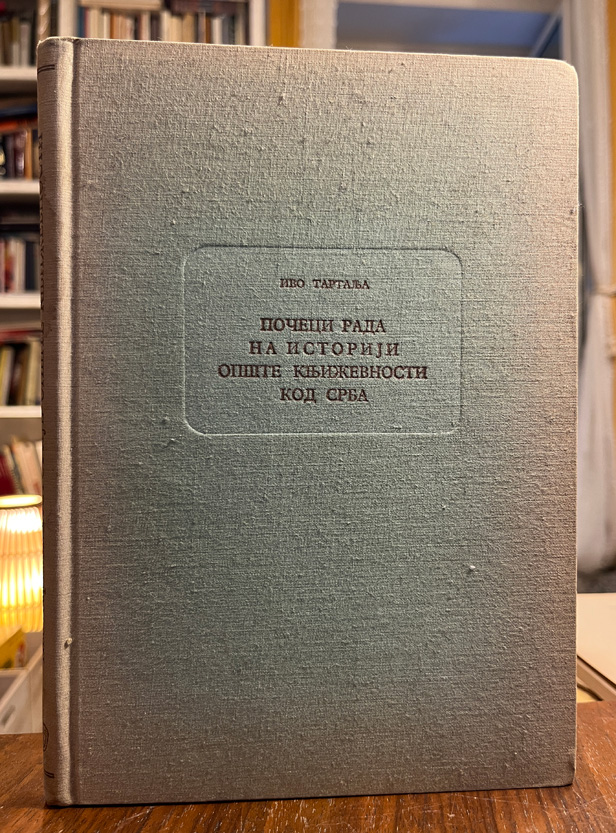 ИВО ТАРТАЉА
ПОЧЕЦИ РАДА
НА ИСТОРИЈИ
ОПШТЕ КЊИЖЕВНОСТИ
КОД СРБА